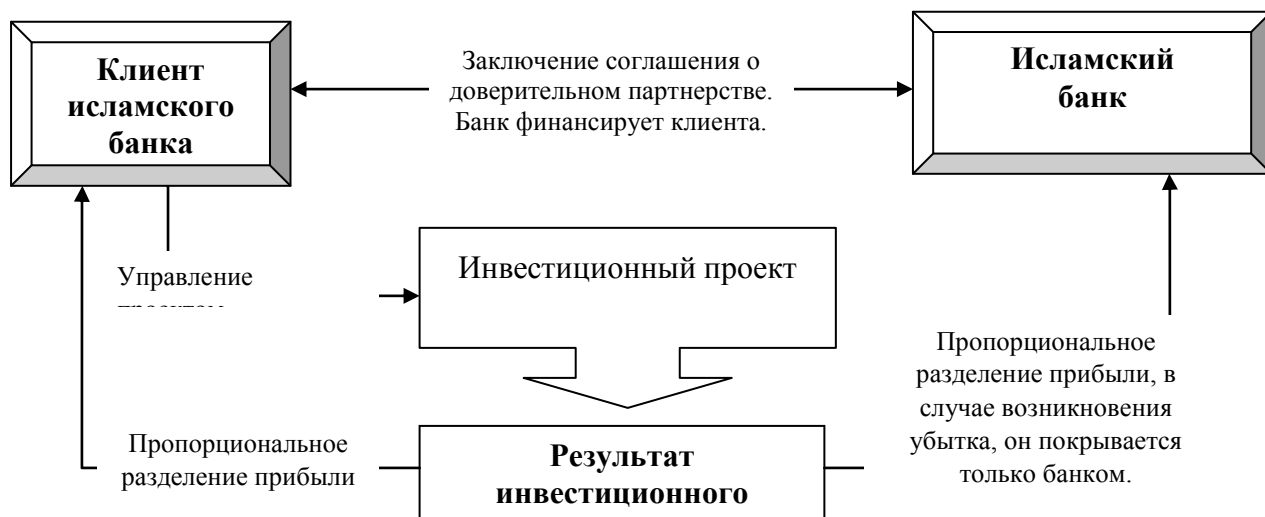 Клиент
исламского
банка
Заключение соглашения о
доверительном партнерстве.
Банк финансирует клиента.
Исламский
банк
Управление
Инвестиционный проект
Пропорциональное
разделение прибыли, в
случае возникновения
убытка, он покрывается
только банком.
Пропорциональное
разделение прибыли
Результат
инвестиционного